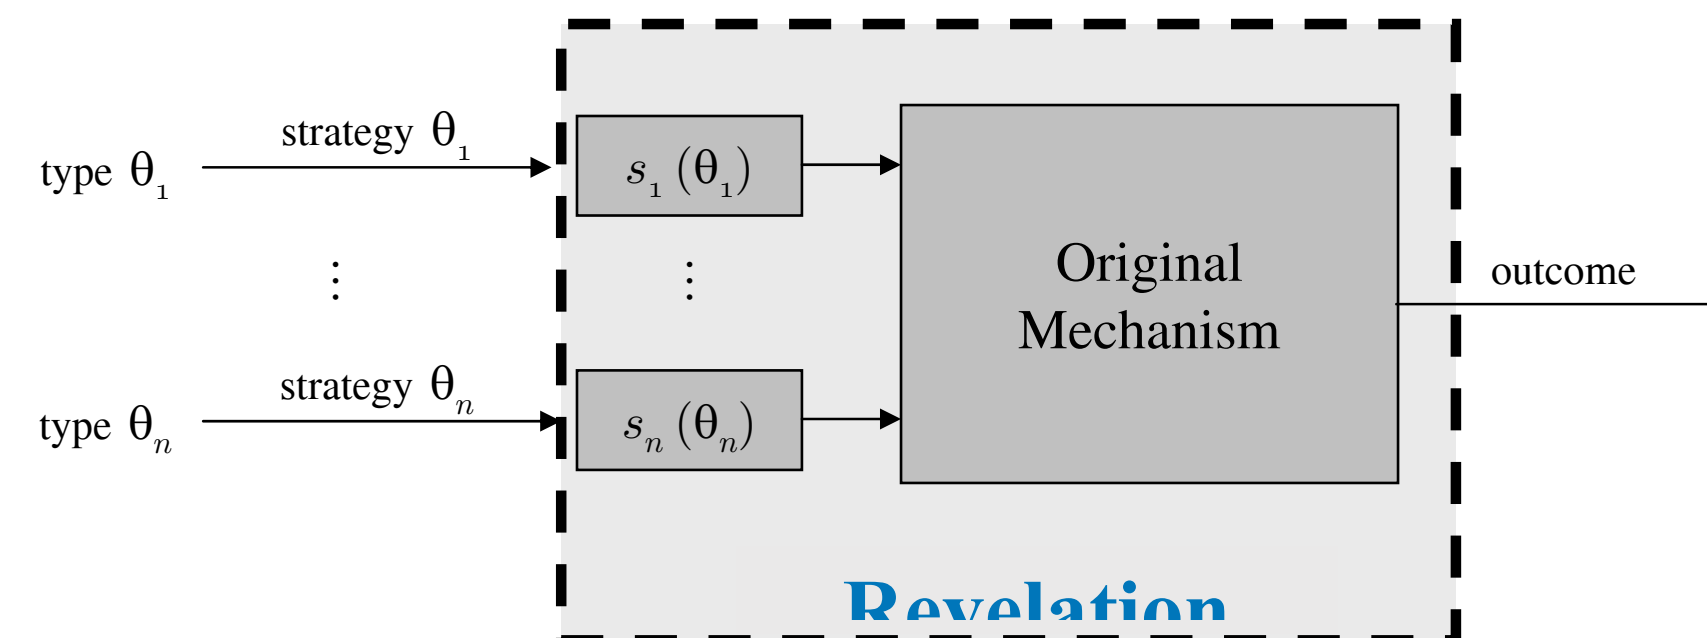 strategy θ₁
type θ₁
s₁ (θ₁)
⋮ ⋮
Original
Mechanism
outcome
strategy θₙ
type θₙ
sₙ (θₙ)
Revelation